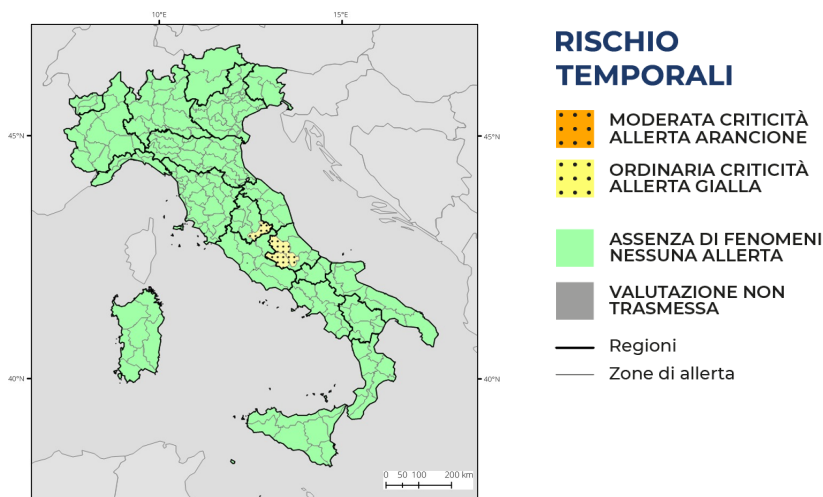 10°E 15°E
RISCHIO
TEMPORALI
MODERATA CRITICITÀ
ALLERTA ARANCIONE
45°N 45°N
ORDINARIA CRITICITÀ
ALLERTA GIALLA
ASSENZA DI FENOMENI
NESSUNA ALLERTA
VALUTAZIONE NON
TRASMESSA
Regioni
Zone di allerta
40°N 40°N
0 50 100 200 km